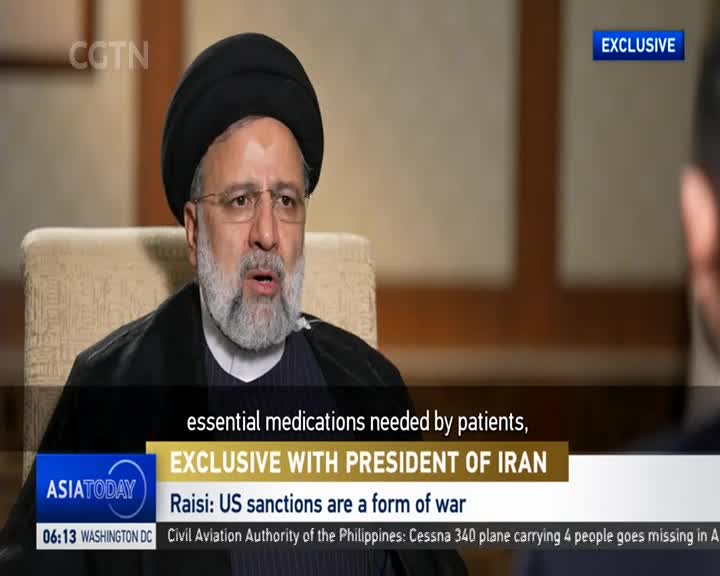 CGTN
EXCLUSIVE
essential medications needed by patients,
EXCLUSIVE WITH PRESIDENT OF IRAN
ASIA TODAY
Raisi: US sanctions are a form of war
06:13 WASHINGTON DC
Civil Aviation Authority of the Philippines: Cessna 340 plane carrying 4 people goes missing in A